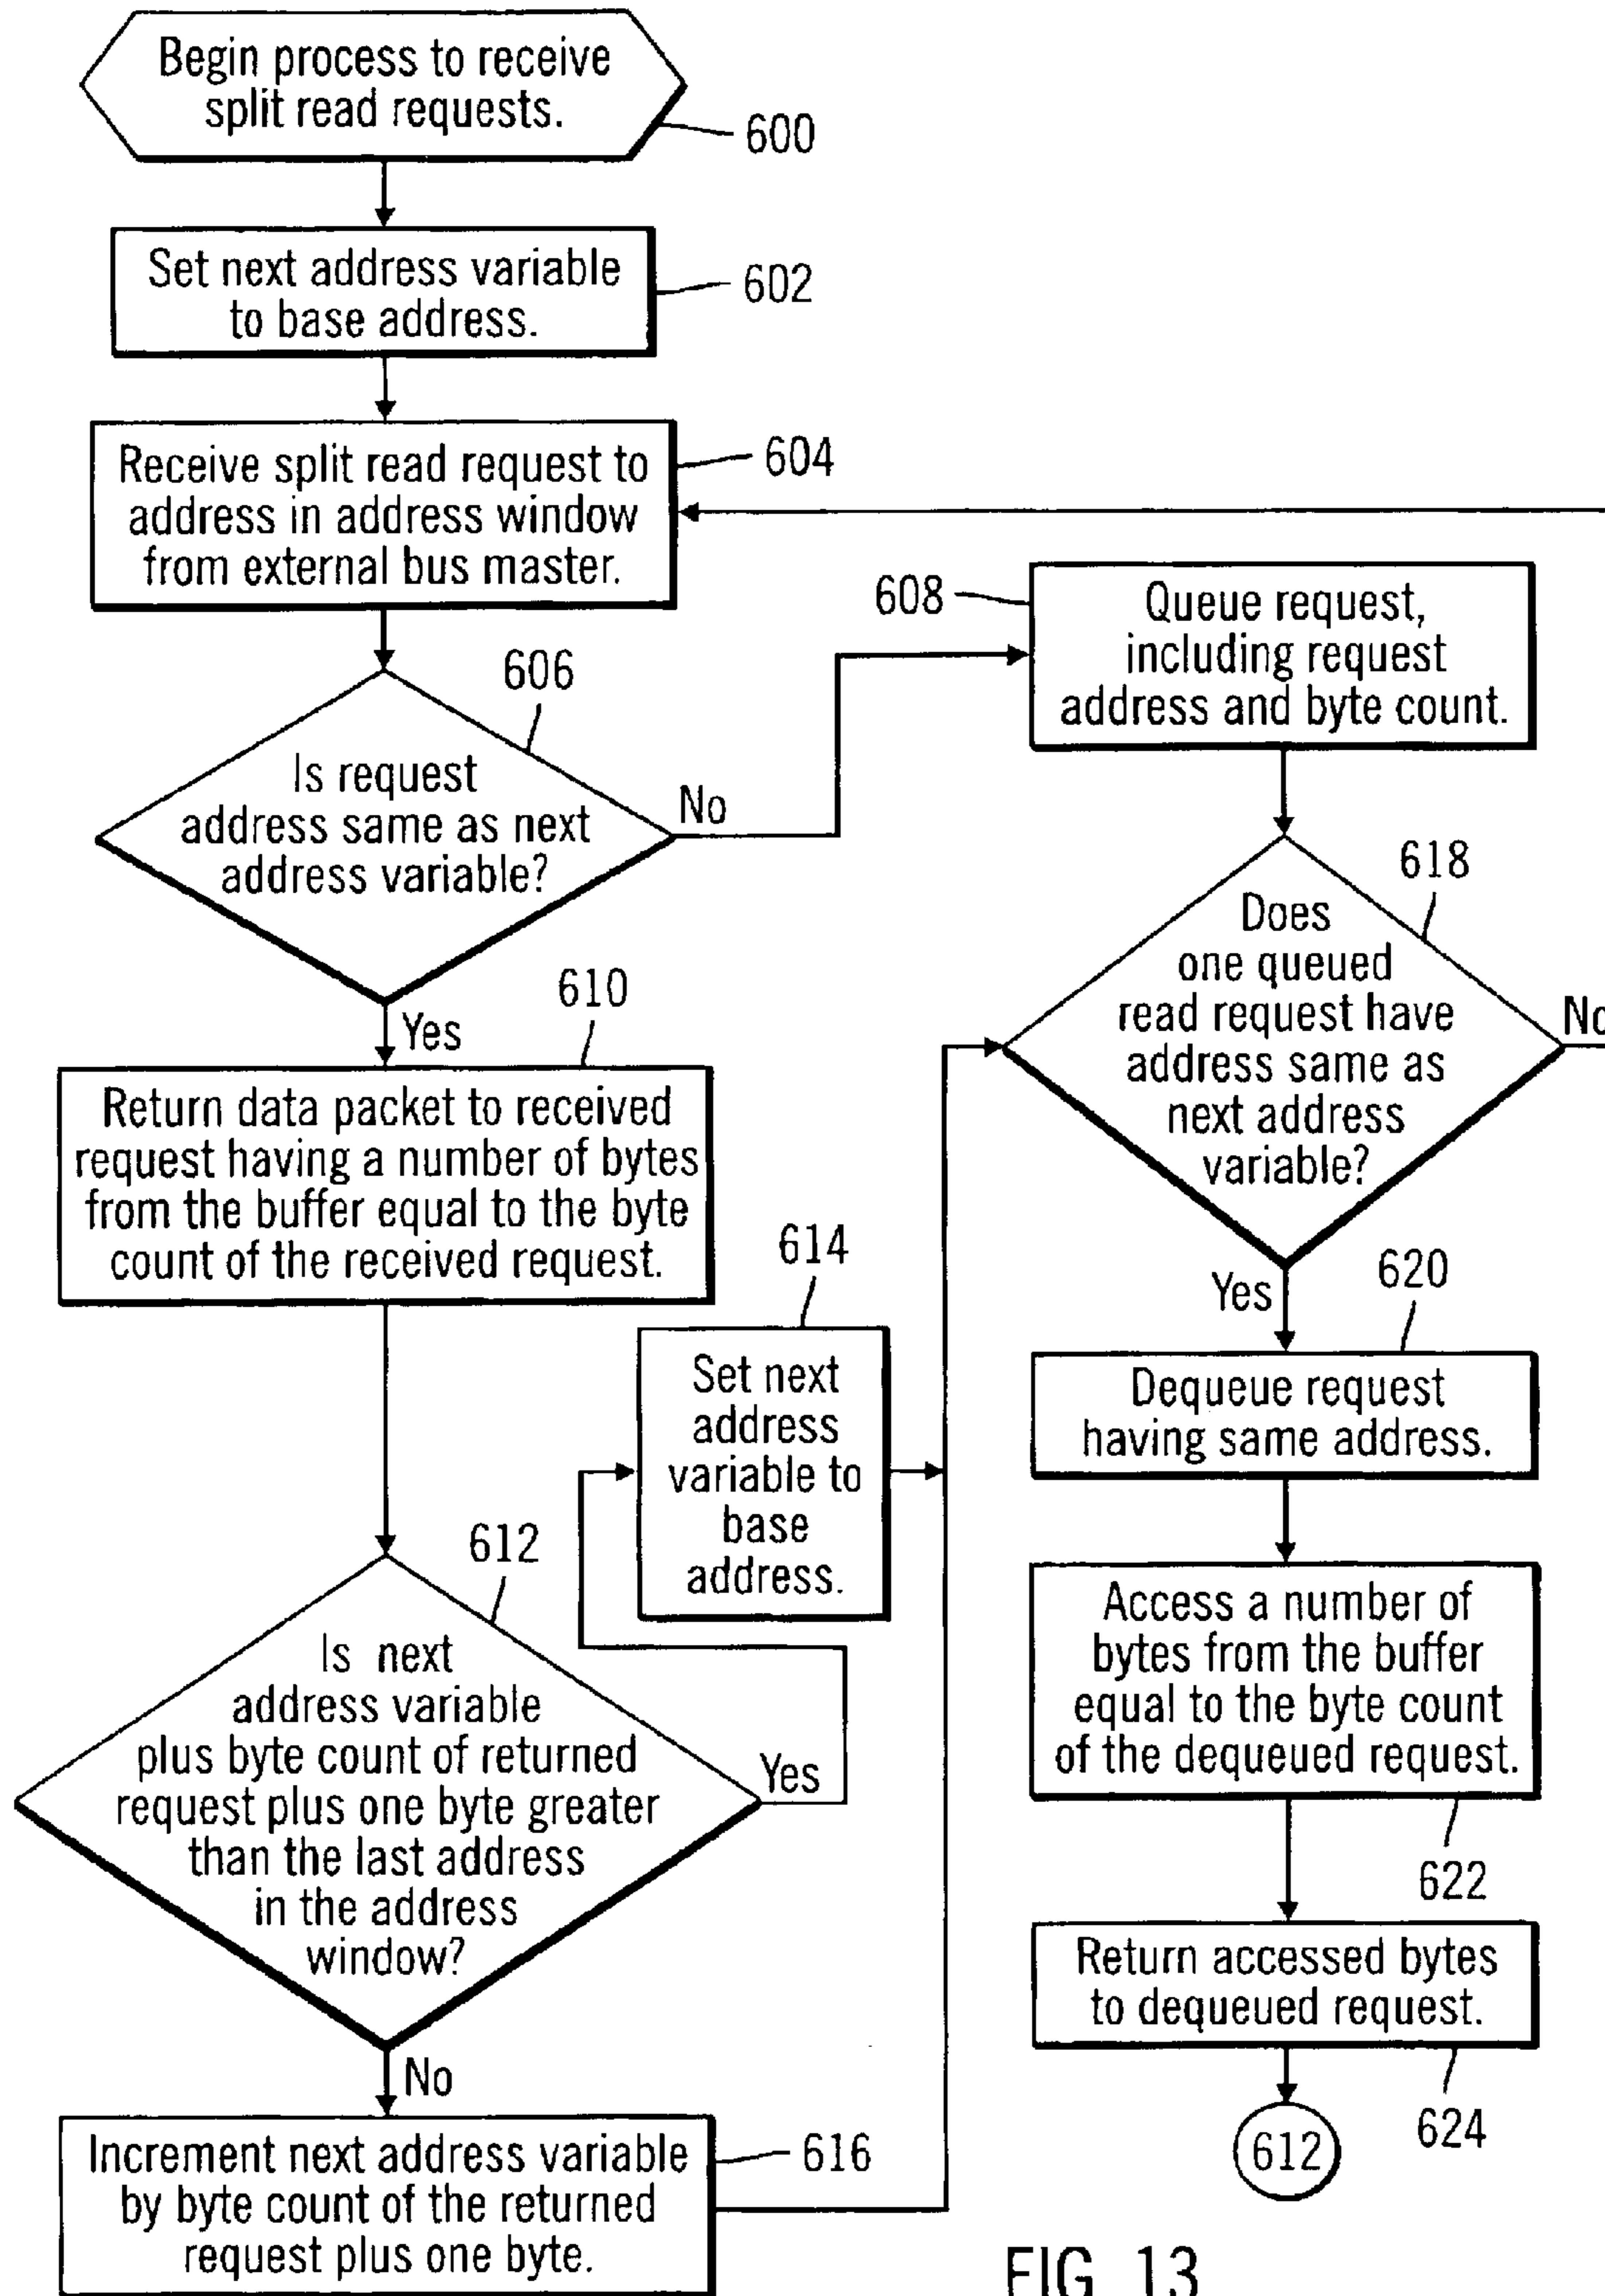 Begin process to receive
split read requests.
600
Set next address variable
to base address.
602
Receive split read request to
address in address window
from external bus master.
604
606
Is request
address same as next
address variable?
No
Yes
608
Queue request,
including request
address and byte count.
610
Return data packet to received
request having a number of bytes
from the buffer equal to the byte
count of the received request.
612
Is next
address variable
plus byte count of returned
request plus one byte greater
than the last address
in the address
window?
Yes
No
614
Set next
address
variable to
base
address.
Increment next address variable
by byte count of the returned
request plus one byte.
616
618
Does
one queued
read request have
address same as
next address
variable?
No
Yes
620
Dequeue request
having same address.
Access a number of
bytes from the buffer
equal to the byte count
of the dequeued request.
622
Return accessed bytes
to dequeued request.
624
612
FIG. 13